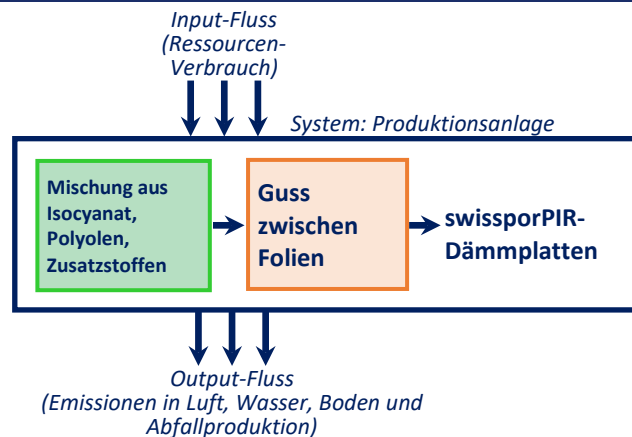 Input-Fluss
(Ressourcen-
Verbrauch)
System: Produktionsanlage
Mischung aus
Isocyanat,
Polyolen,
Zusatzstoffen
Guss
zwischen
Folien
swissporPIR-
Dämmplatten
Output-Fluss
(Emissionen in Luft, Wasser, Boden und
Abfallproduktion)